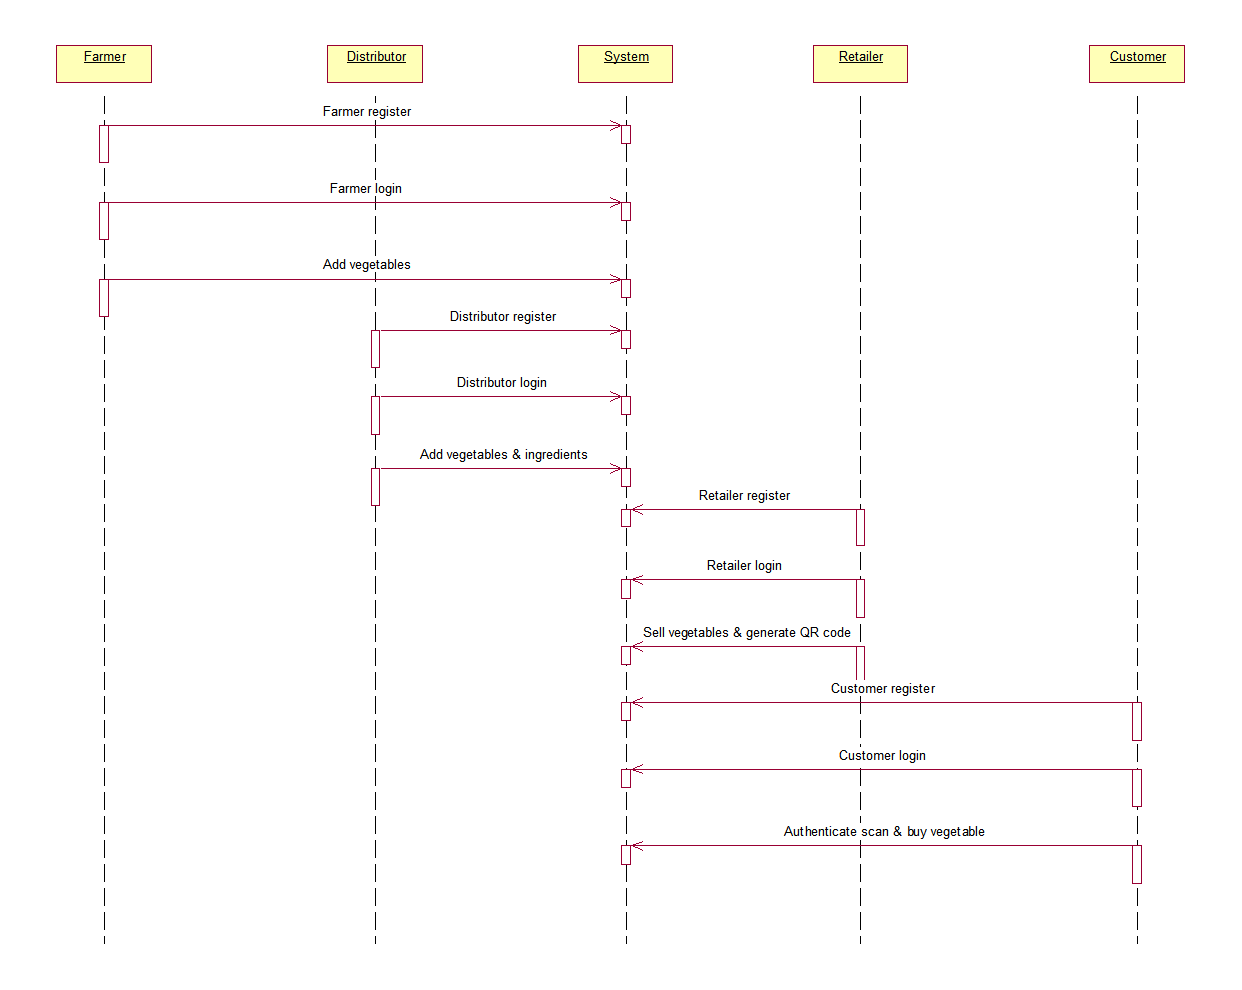 Farmer
Distributor
System
Retailer
Customer
Farmer register
Farmer login
Add vegetables
Distributor register
Distributor login
Add vegetables & ingredients
Retailer register
Retailer login
Sell vegetables & generate QR code
Customer register
Customer login
Authenticate scan & buy vegetable